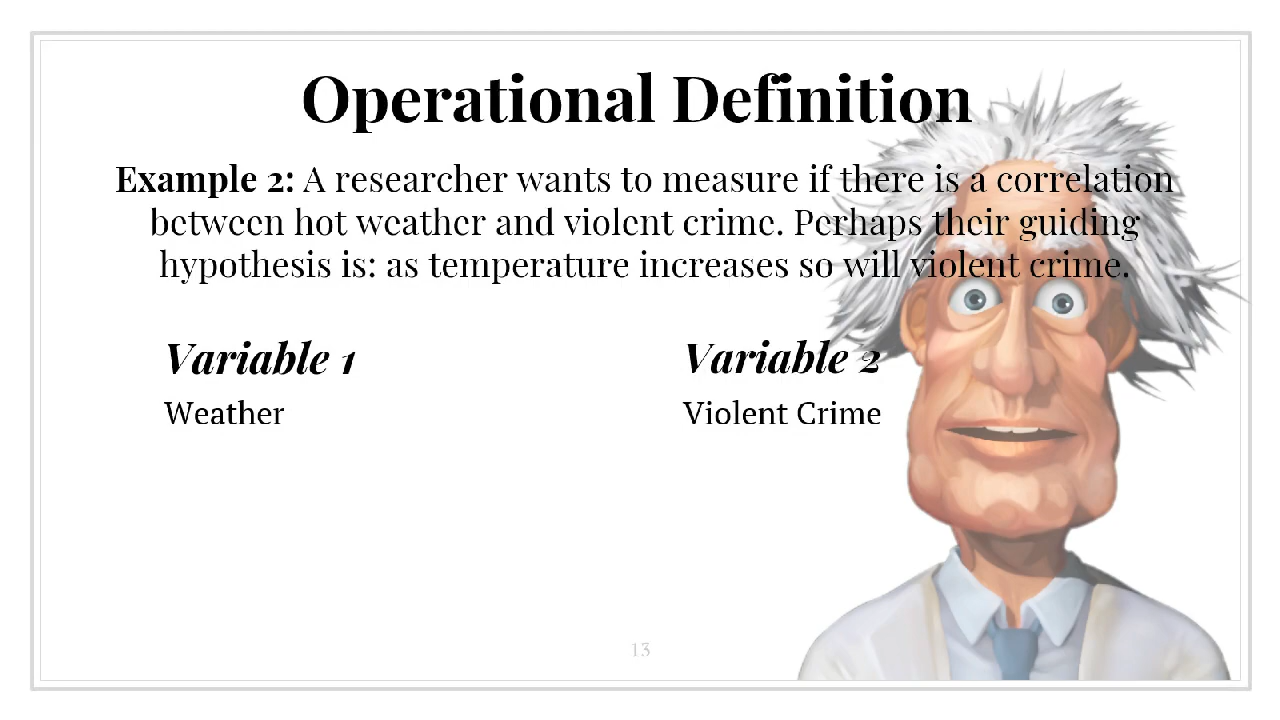 Operational Definition
Example 2: A researcher wants to measure if there is a correlation
between hot weather and violent crime. Perhaps their guiding
hypothesis is: as temperature increases so will violent crime.
Variable 1
Weather
Variable 2
Violent Crime
13